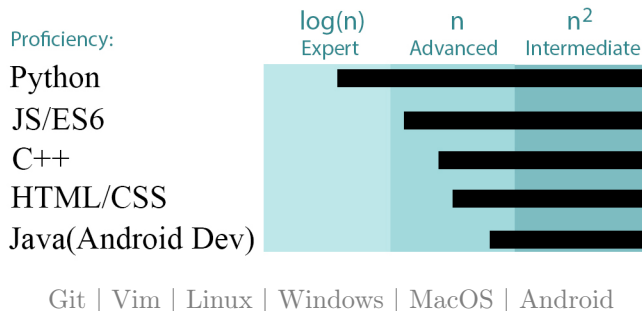 log(n) n n²
Proficiency: Expert Advanced Intermediate
Python
JS/ES6
C++
HTML/CSS
Java(Android Dev)
Git | Vim | Linux | Windows | MacOS | Android